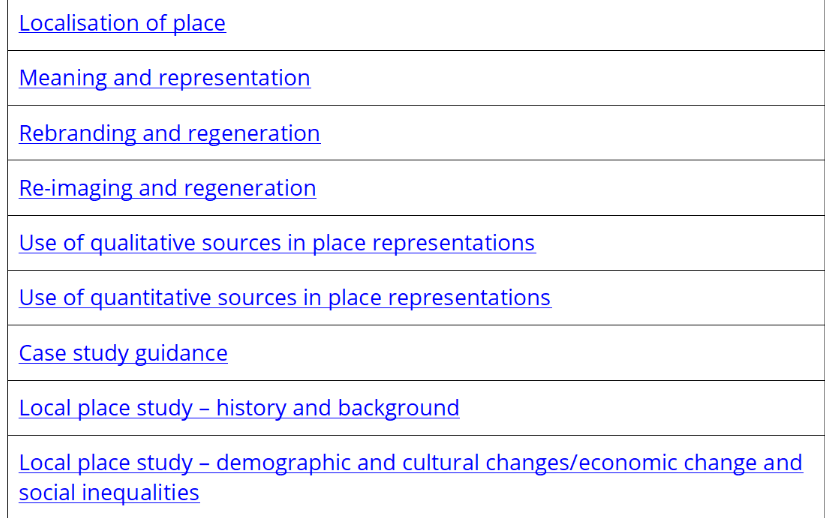 Localisation of place
Meaning and representation
Rebranding and regeneration
Re-imaging and regeneration
Use of qualitative sources in place representations
Use of quantitative sources in place representations
Case study guidance
Local place study – history and background
Local place study – demographic and cultural changes/economic change and
social inequalities